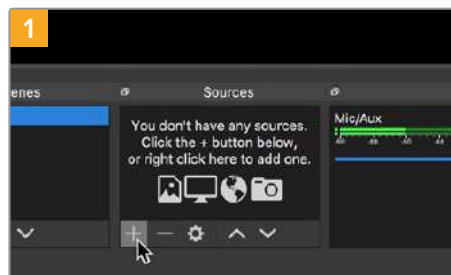 1
enes
Sources
You don't have any sources.
Click the + button below,
or right click here to add one.
Mic/Aux